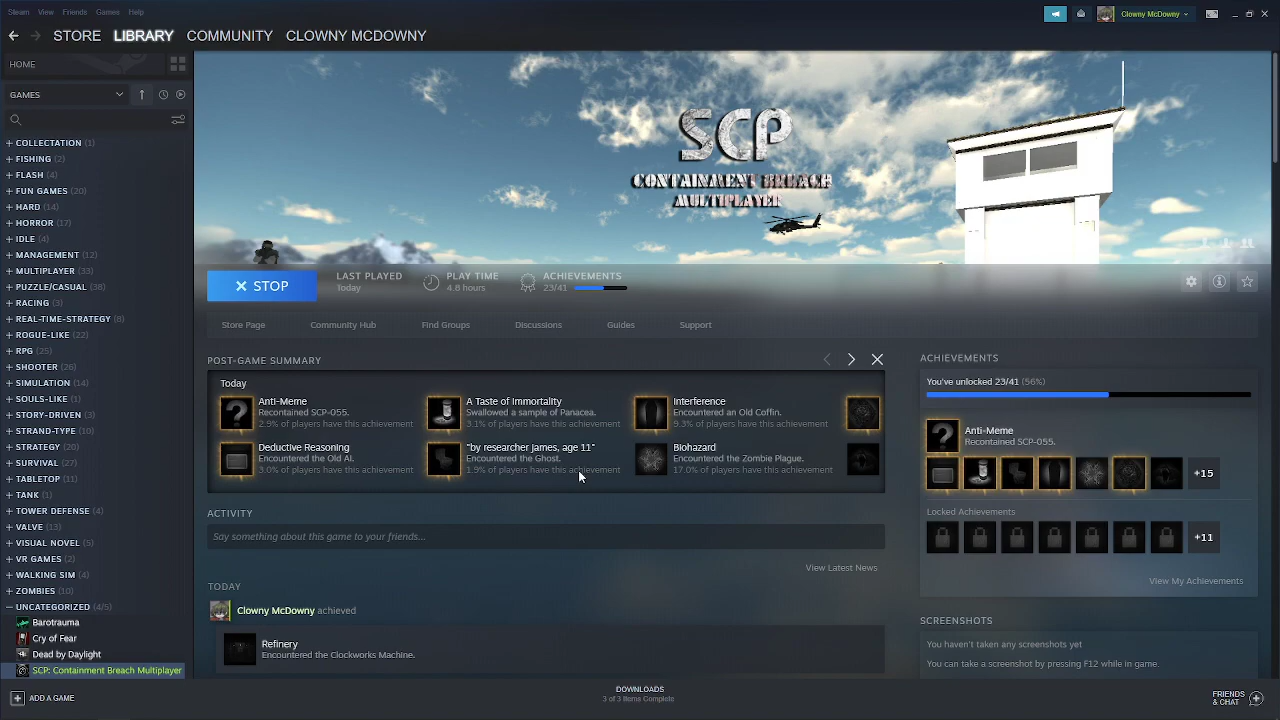 Steam View Friends Games Help
Clowny McDowny
STORE LIBRARY COMMUNITY CLOWNY MCDOWNY
HOME
GAMES
COLLECTION (1)
PLAYING (2)
FLASH (4)
FUN GAMES (20)
HARD (14)
HORROR (17)
IDLE (4)
MANAGEMENT (12)
MULTIPLAYER (33)
PUZZLE/CASUAL (38)
RACING (3)
REAL-TIME-STRATEGY (8)
ROGUE-LIKE (22)
RPG (25)
SHOOTER (26)
SIMULATION (14)
SOULS-LIKE (1)
STORY-DRIVEN (3)
STRAND-TYPE (10)
STRATEGY (20)
SURVIVAL (27)
TABLETOP (11)
TANK (1)
TOWER DEFENSE (4)
VALVE (13)
VISUAL NOVEL (5)
VR GAMES (2)
WALKING SIM (4)
ZOMBIES (10)
UNCATEGORIZED (4/5)
Barotrauma
Cry of Fear
Dead by Daylight
SCP: Containment Breach Multiplayer
ADD A GAME
SCP
CONTAINMENT BREACH
MULTIPLAYER
STOP
LAST PLAYED
Today
PLAY TIME
4.8 hours
ACHIEVEMENTS
23/41
Store Page Community Hub Find Groups Discussions Guides Support
POST-GAME SUMMARY
Today
Anti-Meme
Recontained SCP-055.
2.9% of players have this achievement
A Taste of Immortality
Swallowed a sample of Panacea.
3.1% of players have this achievement
Interference
Encountered an Old Coffin.
9.3% of players have this achievement
Deductive Reasoning
Encountered the Old AI.
3.0% of players have this achievement
"by researcher James, age 11"
Encountered the Ghost.
1.9% of players have this achievement
Biohazard
Encountered the Zombie Plague.
17.0% of players have this achievement
ACTIVITY
Say something about this game to your friends...
View Latest News
TODAY
Clowny McDowny achieved
Refinery
Encountered the Clockworks Machine.
ACHIEVEMENTS
You've unlocked 23/41 (56%)
Anti-Meme
Recontained SCP-055.
+15
Locked Achievements
+11
View My Achievements
SCREENSHOTS
You haven't taken any screenshots yet
You can take a screenshot by pressing F12 while in game.
DOWNLOADS
3 of 3 Items Complete
FRIENDS
& CHAT